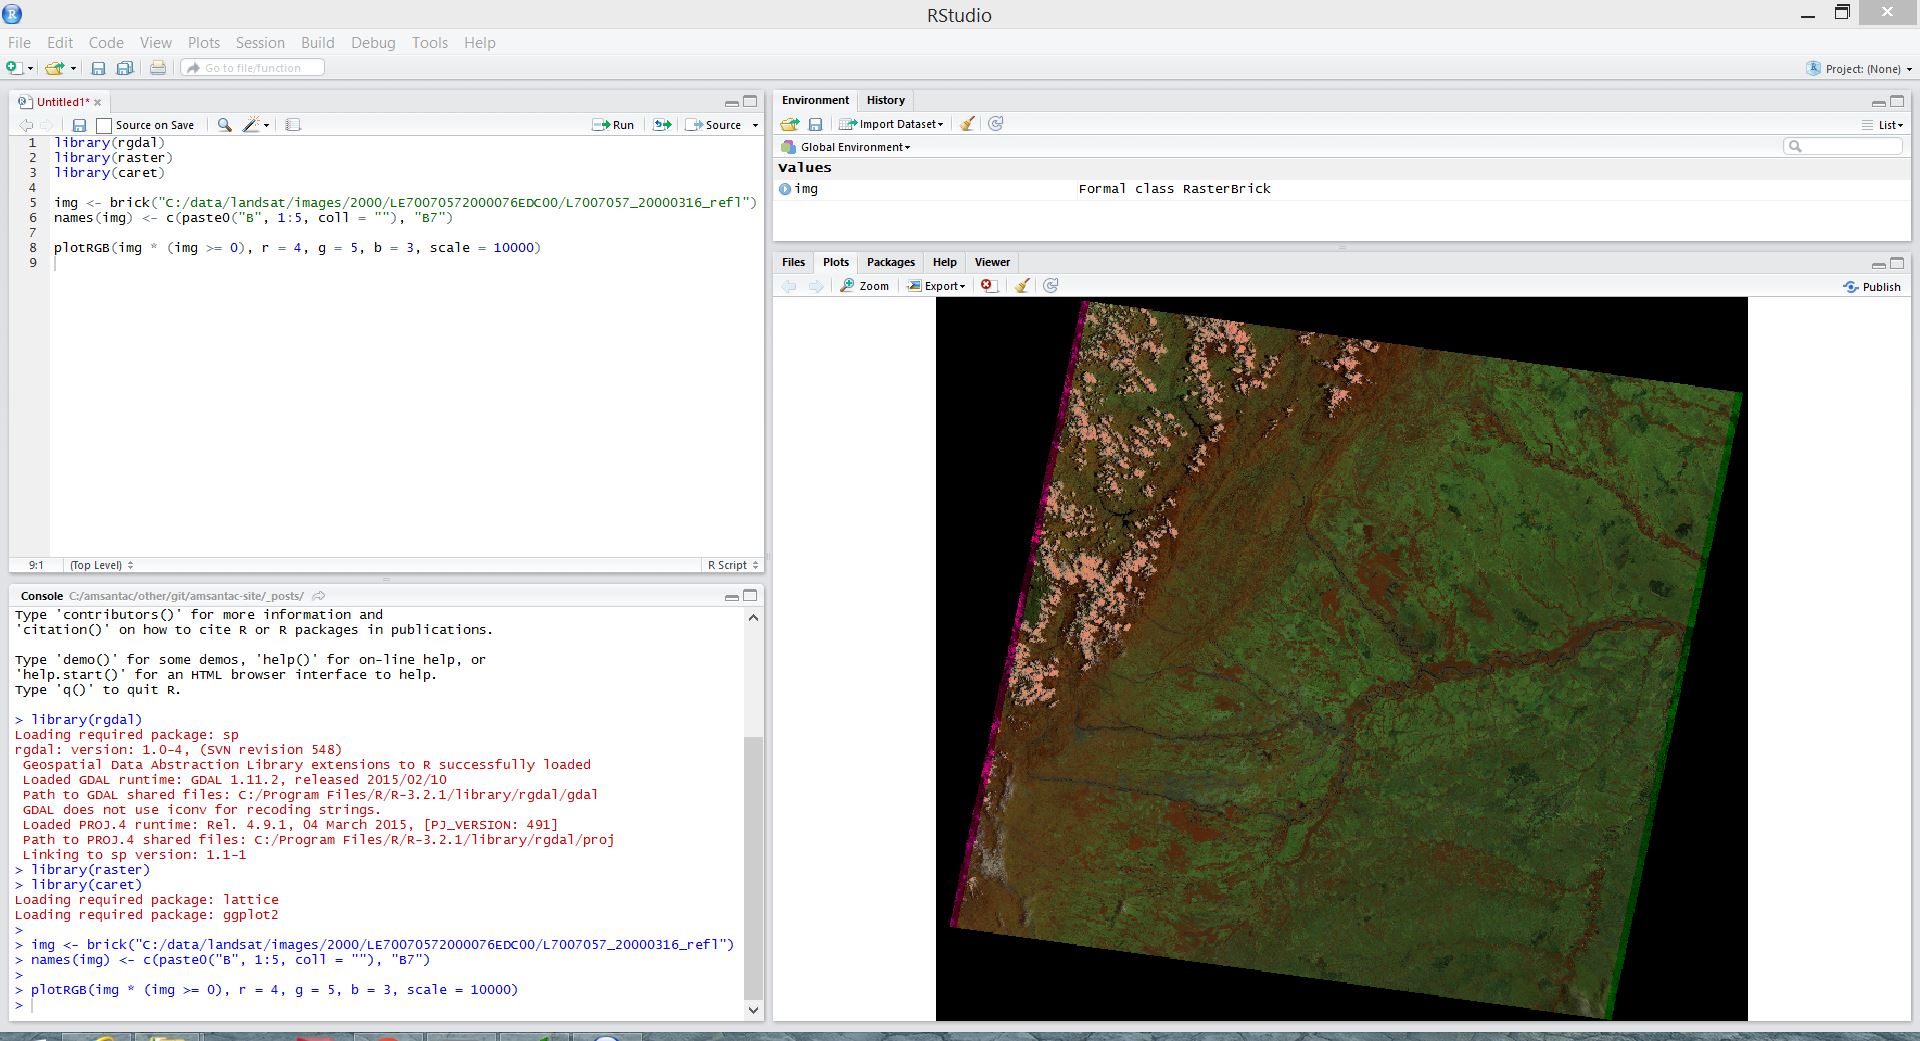 RStudio
File Edit Code View Plots Session Build Debug Tools Help
Go to file/function
Project: (None)
Untitled1*
Source on Save
Run
Source
1 library(rgdal)
2 library(raster)
3 library(caret)
4
5 img <- brick("C:/data/landsat/images/2000/LE70070572000076EDC00/L7007057_20000316_refl")
6 names(img) <- c(paste0("B", 1:5, coll = ""), "B7")
7
8 plotRGB(img * (img >= 0), r = 4, g = 5, b = 3, scale = 10000)
9
9:1 (Top Level) R Script
Console C:/amsantac/other/git/amsantac-site/_posts/
Type 'contributors()' for more information and
'citation()' on how to cite R or R packages in publications.
Type 'demo()' for some demos, 'help()' for on-line help, or
'help.start()' for an HTML browser interface to help.
Type 'q()' to quit R.
> library(rgdal)
Loading required package: sp
rgdal: version: 1.0-4, (SVN revision 548)
Geospatial Data Abstraction Library extensions to R successfully loaded
Loaded GDAL runtime: GDAL 1.11.2, released 2015/02/10
Path to GDAL shared files: C:/Program Files/R/R-3.2.1/library/rgdal/gdal
GDAL does not use iconv for recoding strings.
Loaded PROJ.4 runtime: Rel. 4.9.1, 04 March 2015, [PJ_VERSION: 491]
Path to PROJ.4 shared files: C:/Program Files/R/R-3.2.1/library/rgdal/proj
Linking to sp version: 1.1-1
> library(raster)
> library(caret)
Loading required package: lattice
Loading required package: ggplot2
>
> img <- brick("C:/data/landsat/images/2000/LE70070572000076EDC00/L7007057_20000316_refl")
> names(img) <- c(paste0("B", 1:5, coll = ""), "B7")
>
> plotRGB(img * (img >= 0), r = 4, g = 5, b = 3, scale = 10000)
>
Environment History
Import Dataset
List
Global Environment
Values
img Formal class RasterBrick
Files Plots Packages Help Viewer
Zoom Export
Publish